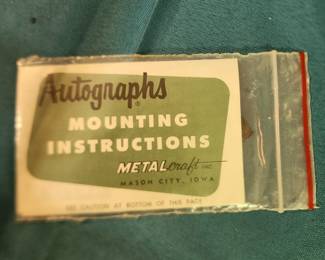 Autographs®
MOUNTING
INSTRUCTIONS
METALcraft INC.
MASON CITY, IOWA
SEE CAUTION AT BOTTOM OF THIS PAGE